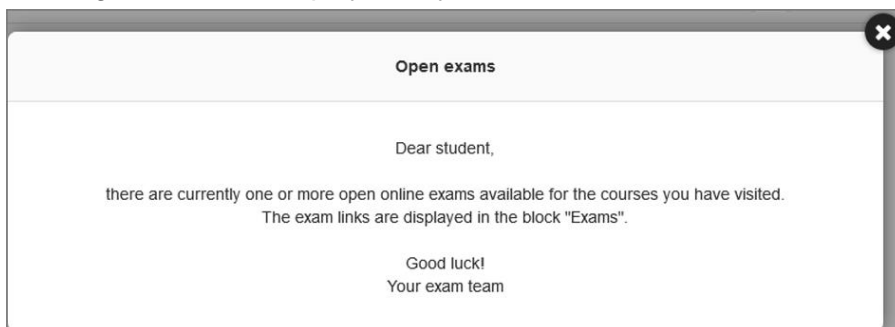 Open exams
Dear student,
there are currently one or more open online exams available for the courses you have visited.
The exam links are displayed in the block "Exams".
Good luck!
Your exam team